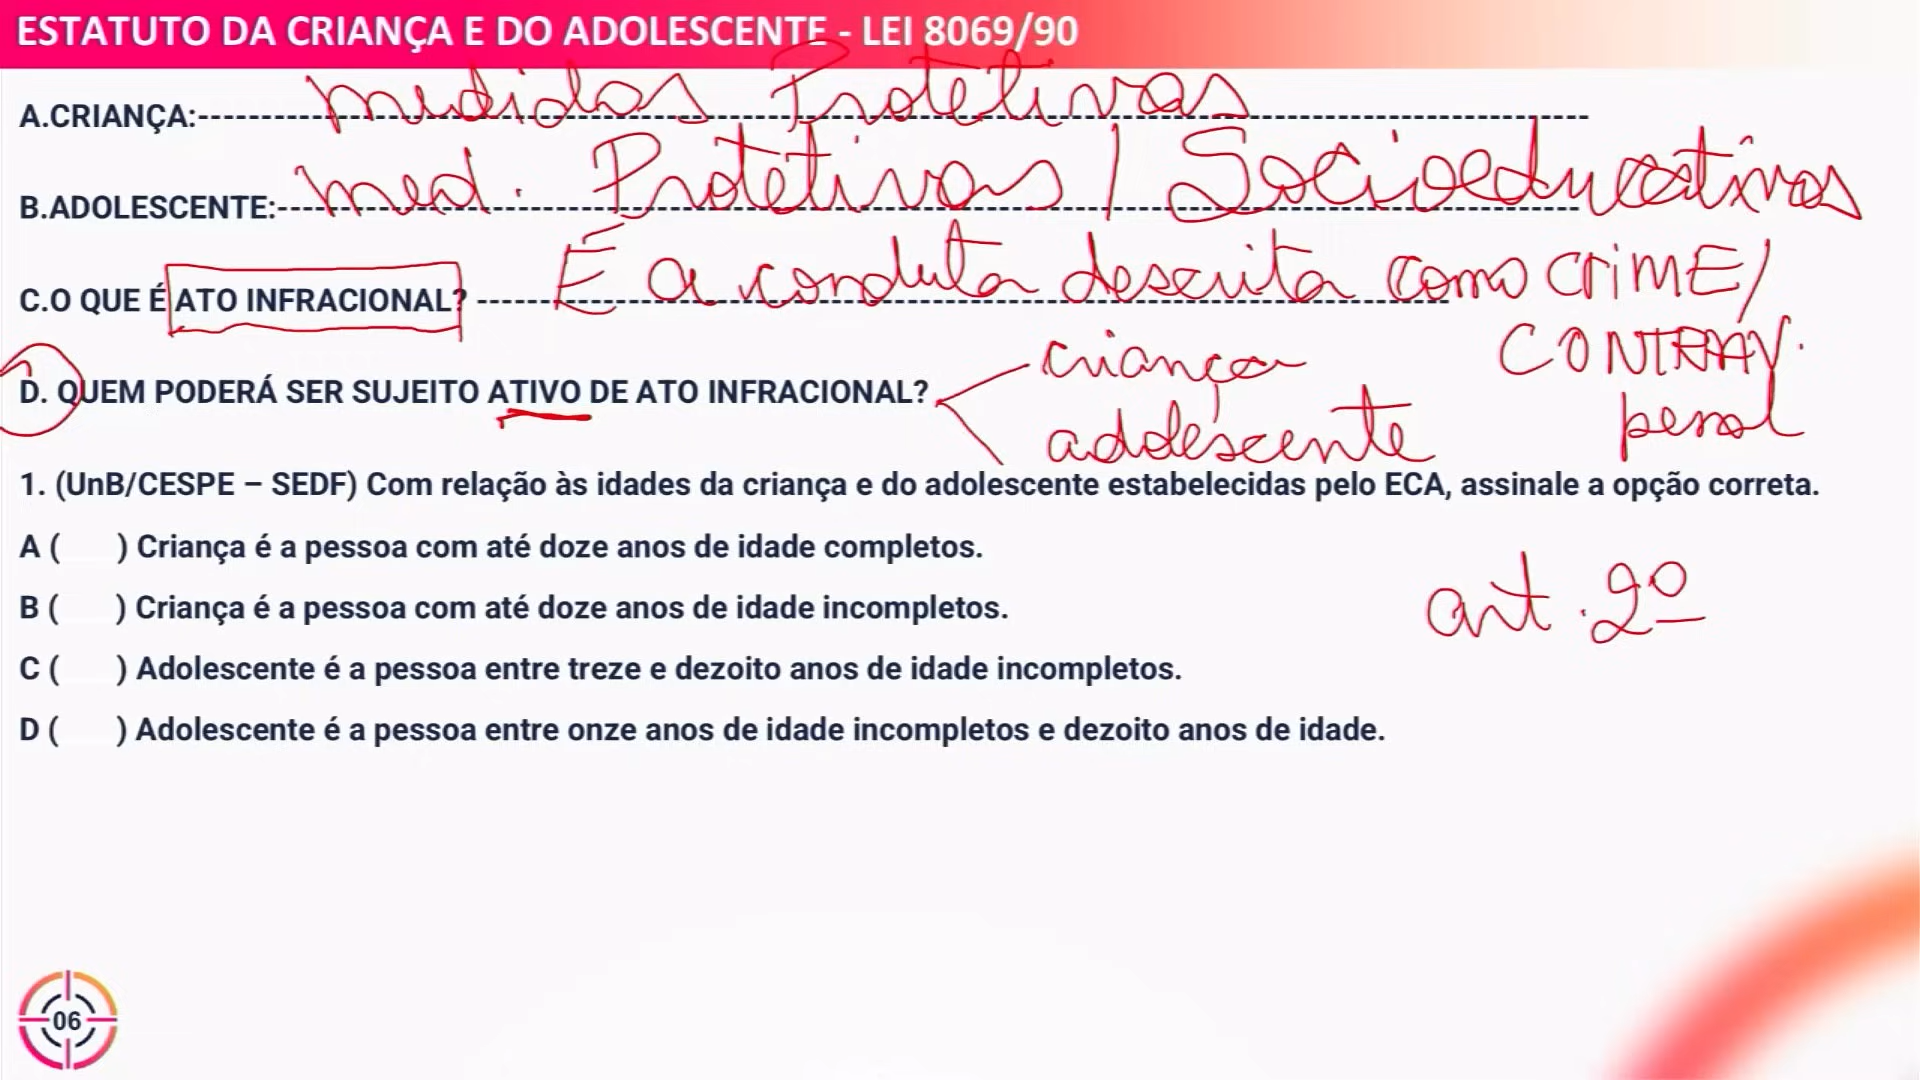 ESTATUTO DA CRIANÇA E DO ADOLESCENTE - LEI 8069/90
A.CRIANÇA: medidas Protetivas
B.ADOLESCENTE: med. Protetivas / Socioeducativas
C.O QUE É ATO INFRACIONAL? É a conduta descrita como CRIME/
CONTRAV.
penal
D. QUEM PODERÁ SER SUJEITO ATIVO DE ATO INFRACIONAL? criança
adolescente
1. (UnB/CESPE – SEDF) Com relação às idades da criança e do adolescente estabelecidas pelo ECA, assinale a opção correta.
A ( ) Criança é a pessoa com até doze anos de idade completos.
B ( ) Criança é a pessoa com até doze anos de idade incompletos.
art. 2º
C ( ) Adolescente é a pessoa entre treze e dezoito anos de idade incompletos.
D ( ) Adolescente é a pessoa entre onze anos de idade incompletos e dezoito anos de idade.
06